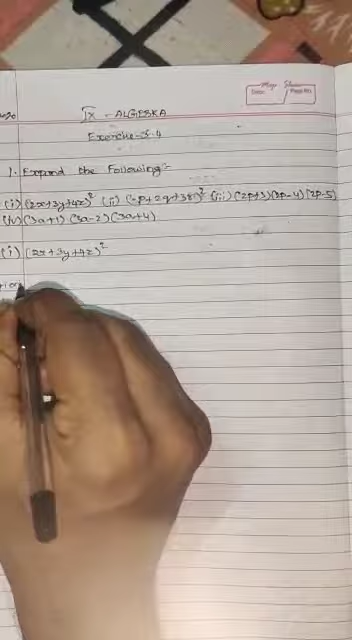 IX - ALGEBRA
Exercise-3.4
1. Expand the Following:-
(i) (2x+3y+4z)² (ii) (-p+2q+3r)² (iii) (2p+3)(2p-4)(2p-5)
(iv) (3a+1) (3a-2) (3a+4)
(i) (2x+3y+4z)²